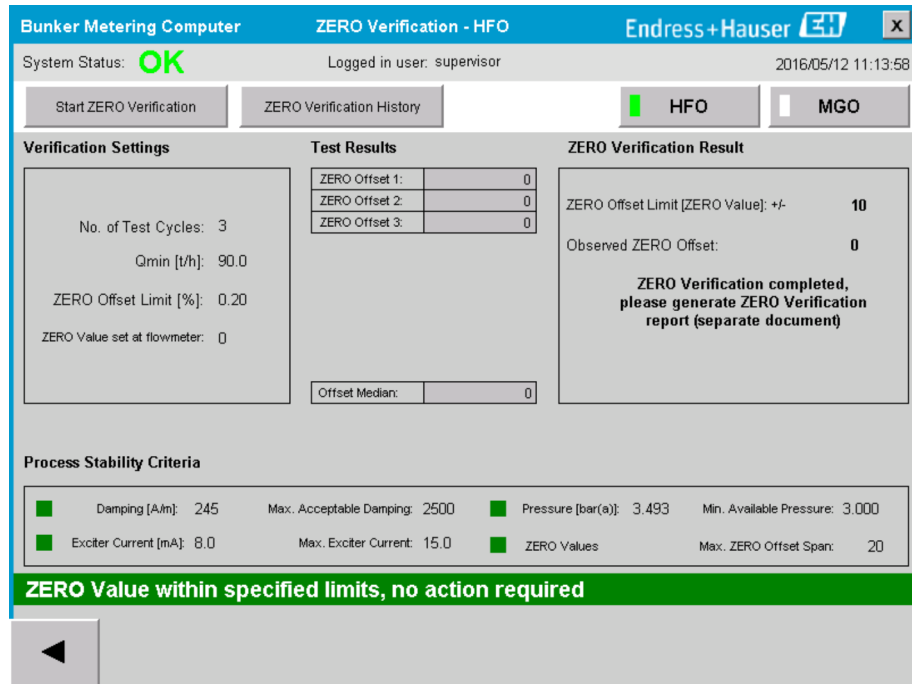 Bunker Metering Computer ZERO Verification - HFO Endress+Hauser EH X
System Status: OK Logged in user: supervisor 2016/05/12 11:13:58
Start ZERO Verification ZERO Verification History HFO MGO
Verification Settings Test Results ZERO Verification Result
No. of Test Cycles: 3
Qmin [t/h]: 90.0
ZERO Offset Limit [%]: 0.20
ZERO Value set at flowmeter: 0
ZERO Offset 1: 0
ZERO Offset 2: 0
ZERO Offset 3: 0
Offset Median: 0
ZERO Offset Limit [ZERO Value]: +/- 10
Observed ZERO Offset: 0
ZERO Verification completed,
please generate ZERO Verification
report (separate document)
Process Stability Criteria
Damping [A/m]: 245 Max. Acceptable Damping: 2500 Pressure [bar(a)]: 3.493 Min. Available Pressure: 3.000
Exciter Current [mA]: 8.0 Max. Exciter Current: 15.0 ZERO Values Max. ZERO Offset Span: 20
ZERO Value within specified limits, no action required